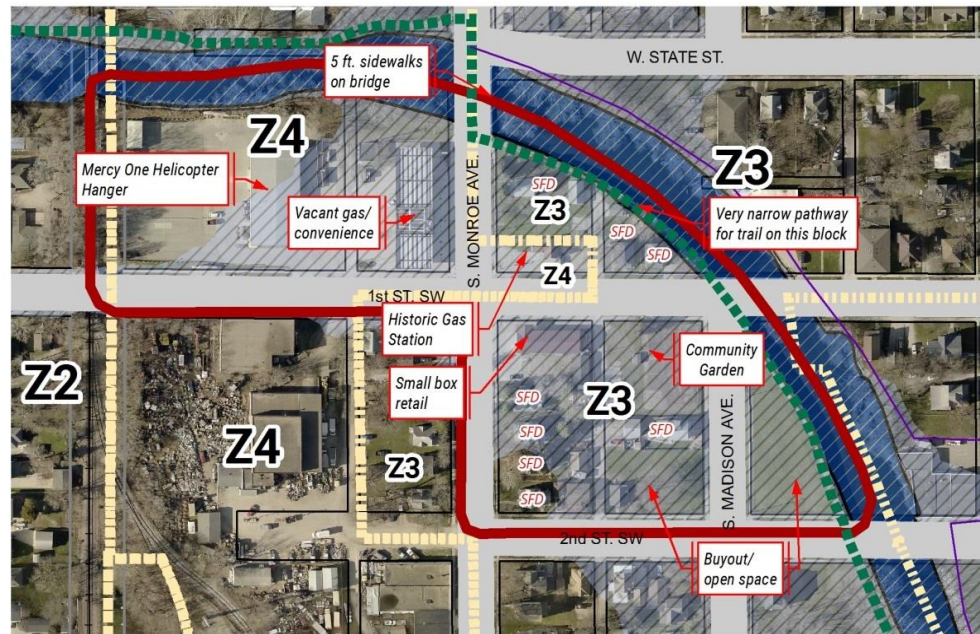 W. STATE ST.
5 ft. sidewalks
on bridge
Z4
Mercy One Helicopter
Hanger
Vacant gas/
convenience
S. MONROE AVE.
SFD
Z3
Z3
Very narrow pathway
for trail on this block
SFD
SFD
Z4
1st ST. SW
Historic Gas
Station
Small box
retail
Community
Garden
Z2
Z4
Z3
Z3
SFD
SFD
SFD
SFD
SFD
S. MADISON AVE.
2nd ST. SW
Buyout/
open space